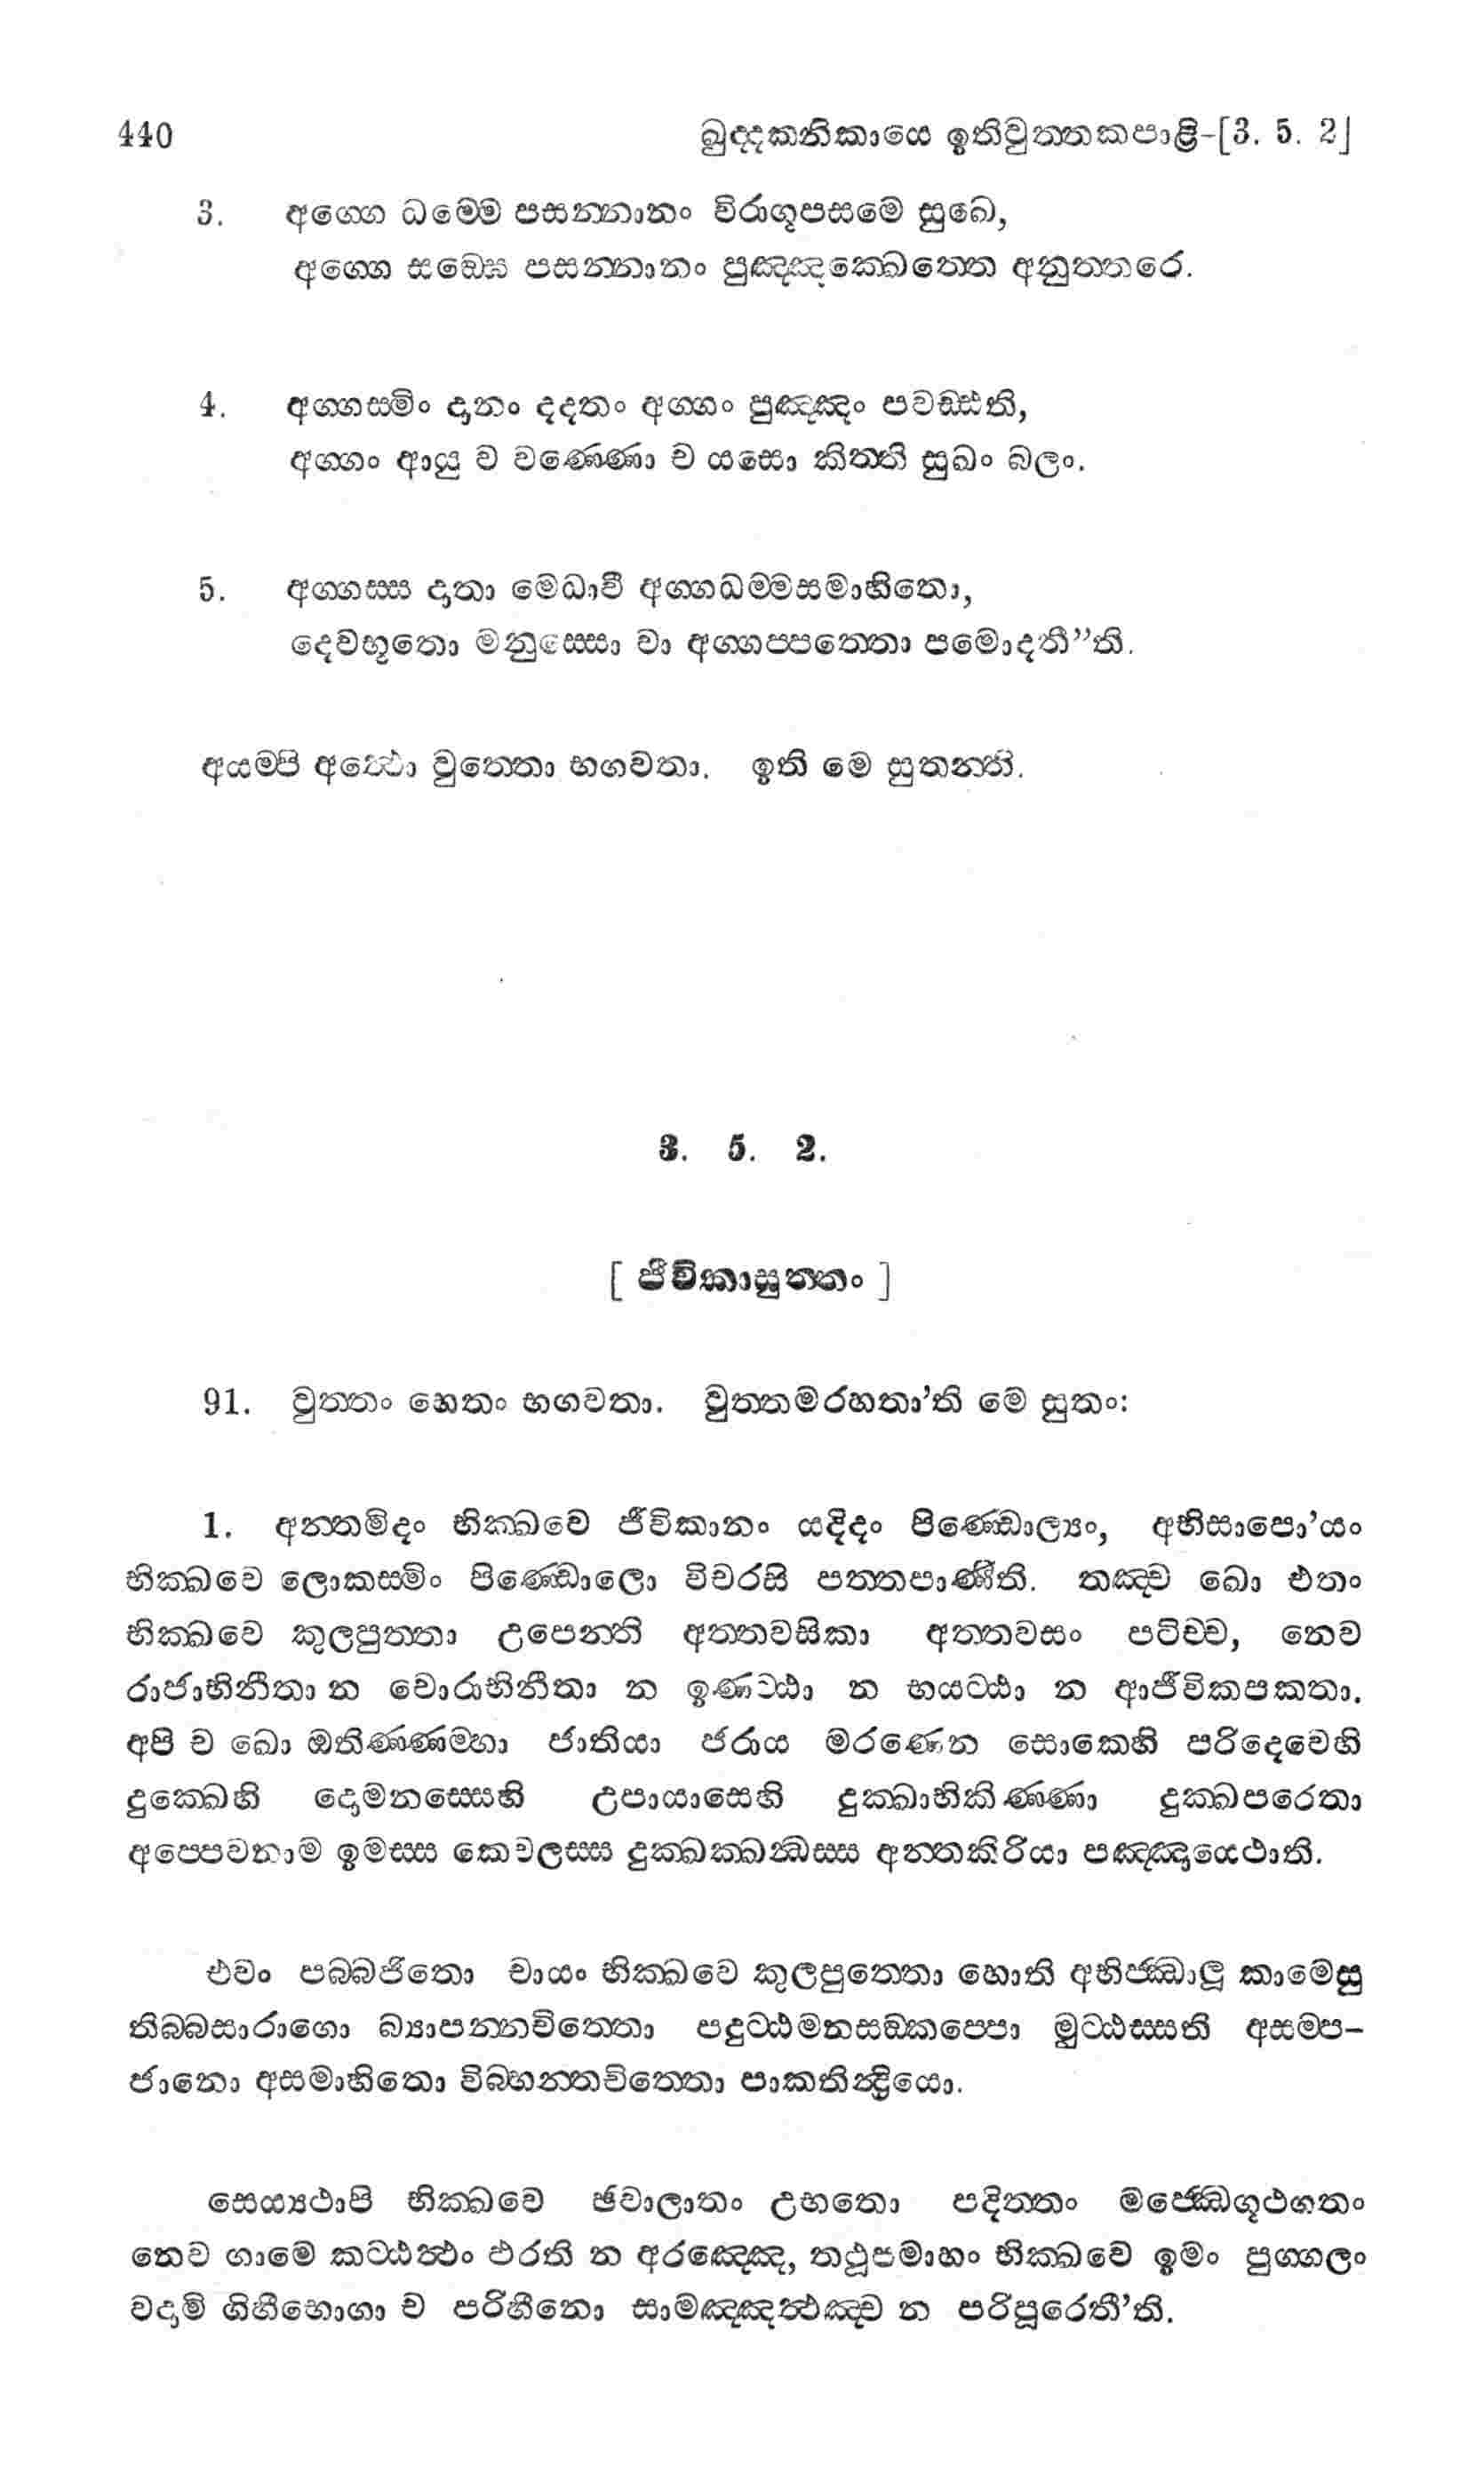 440 ඛුද්දකනිකායෙ ඉතිවුත්තකපාළි-[3. 5. 2]
3. අග්ගෙ ධම්මෙ පසන්නානං විරාගූපසමෙ සුඛෙ,
අග්ගෙ සඞ්ඝෙ පසන්නානං පුඤ්ඤක්ඛෙත්තෙ අනුත්තරෙ.
4. අග්ගස්මිං දානං දදතං අග්ගං පුඤ්ඤං පවඩ්ඪති,
අග්ගං ආයු ච වණ්ණො ච යසො කිත්ති සුඛං බලං.
5. අග්ගස්ස දාතා මෙධාවී අග්ගධම්මසමාහිතො,
දෙවභූතො මනුස්සො වා අග්ගප්පත්තො පමොදතී”ති.
අයම්පි අත්ථො වුත්තො භගවතා. ඉති මෙ සුතන්ති.
3. 5. 2.
[ ජීවිකාසුත්තං ]
91. වුත්තං හෙතං භගවතා. වුත්තමරහතා’ති මෙ සුතං:
1. අන්තමිදං භික්ඛවෙ ජීවිකානං යදිදං පිණ්ඩොල්‍යං, අභිසාපො’යං
භික්ඛවෙ ලොකස්මිං පිණ්ඩොලො විචරසි පත්තපාණීති. තඤ්ච ඛො එතං
භික්ඛවෙ කුලපුත්තා උපෙන්ති අත්ථවසිකා අත්ථවසං පටිච්ච, නෙව
රාජාභිනීතා න චොරාභිනීතා න ඉණට්ඨා න භයට්ඨා න ආජීවිකපකතා.
අපි ච ඛො ඔතිණ්ණම්හා ජාතියා ජරාය මරණෙන සොකෙහි පරිදෙවෙහි
දුක්ඛෙහි දොමනස්සෙහි උපායාසෙහි දුක්ඛාභිකිණ්ණා දුක්ඛපරෙතා
අප්පෙවනාම ඉමස්ස කෙවලස්ස දුක්ඛක්ඛන්ධස්ස අන්තකිරියා පඤ්ඤායෙථාති.
එවං පබ්බජිතො චායං භික්ඛවෙ කුලපුත්තො හොති අභිජ්ඣාලූ කාමෙසු
තිබ්බසාරාගො බ්‍යාපන්නචිත්තො පදුට්ඨමනසඞ්කප්පො මුට්ඨස්සති අසම්ප-
ජානො අසමාහිතො විබ්භන්තචිත්තො පාකතින්ද්‍රියො.
සෙය්‍යථාපි භික්ඛවෙ ඡවාලාතං උභතො පදිත්තං මජ්ඣෙගූථගතං
නෙව ගාමෙ කට්ඨත්ථං ඵරති න අරඤ්ඤෙ, තථූපමාහං භික්ඛවෙ ඉමං පුග්ගලං
වදාමි ගිහීභොගා ච පරිහීනො සාමඤ්ඤත්ථඤ්ච න පරිපූරෙතී’ති.